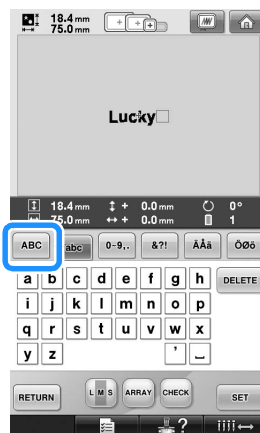 18.4 mm
75.0 mm
Lucky
18.4 mm + 0.0 mm 0°
75.0 mm + 0.0 mm 1
ABC abc 0~9,. &?! ÄÅä ÖØö
a b c d e f g h DELETE
i j k l m n o p
q r s t u v w x
y z ’
RETURN L M S ARRAY CHECK SET
?